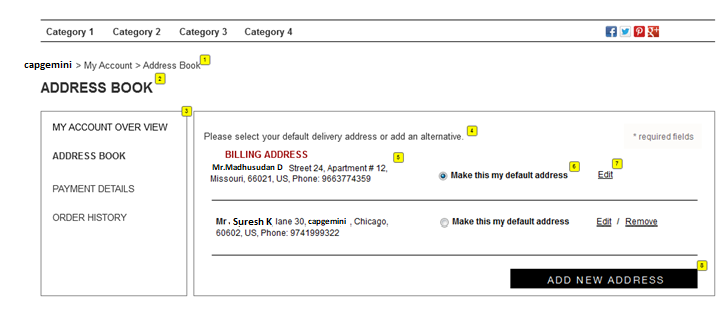 Category 1 Category 2 Category 3 Category 4
capgemini > My Account > Address Book 1
ADDRESS BOOK 2
3
MY ACCOUNT OVER VIEW
ADDRESS BOOK
PAYMENT DETAILS
ORDER HISTORY
Please select your default delivery address or add an alternative. 4
* required fields
BILLING ADDRESS 5
Mr.Madhusudan D Street 24, Apartment # 12,
Missouri, 66021, US, Phone: 9663774359
Make this my default address 6
Edit 7
Mr. Suresh K lane 30, capgemini , Chicago,
60602, US, Phone: 9741999322
Make this my default address
Edit / Remove
ADD NEW ADDRESS 8